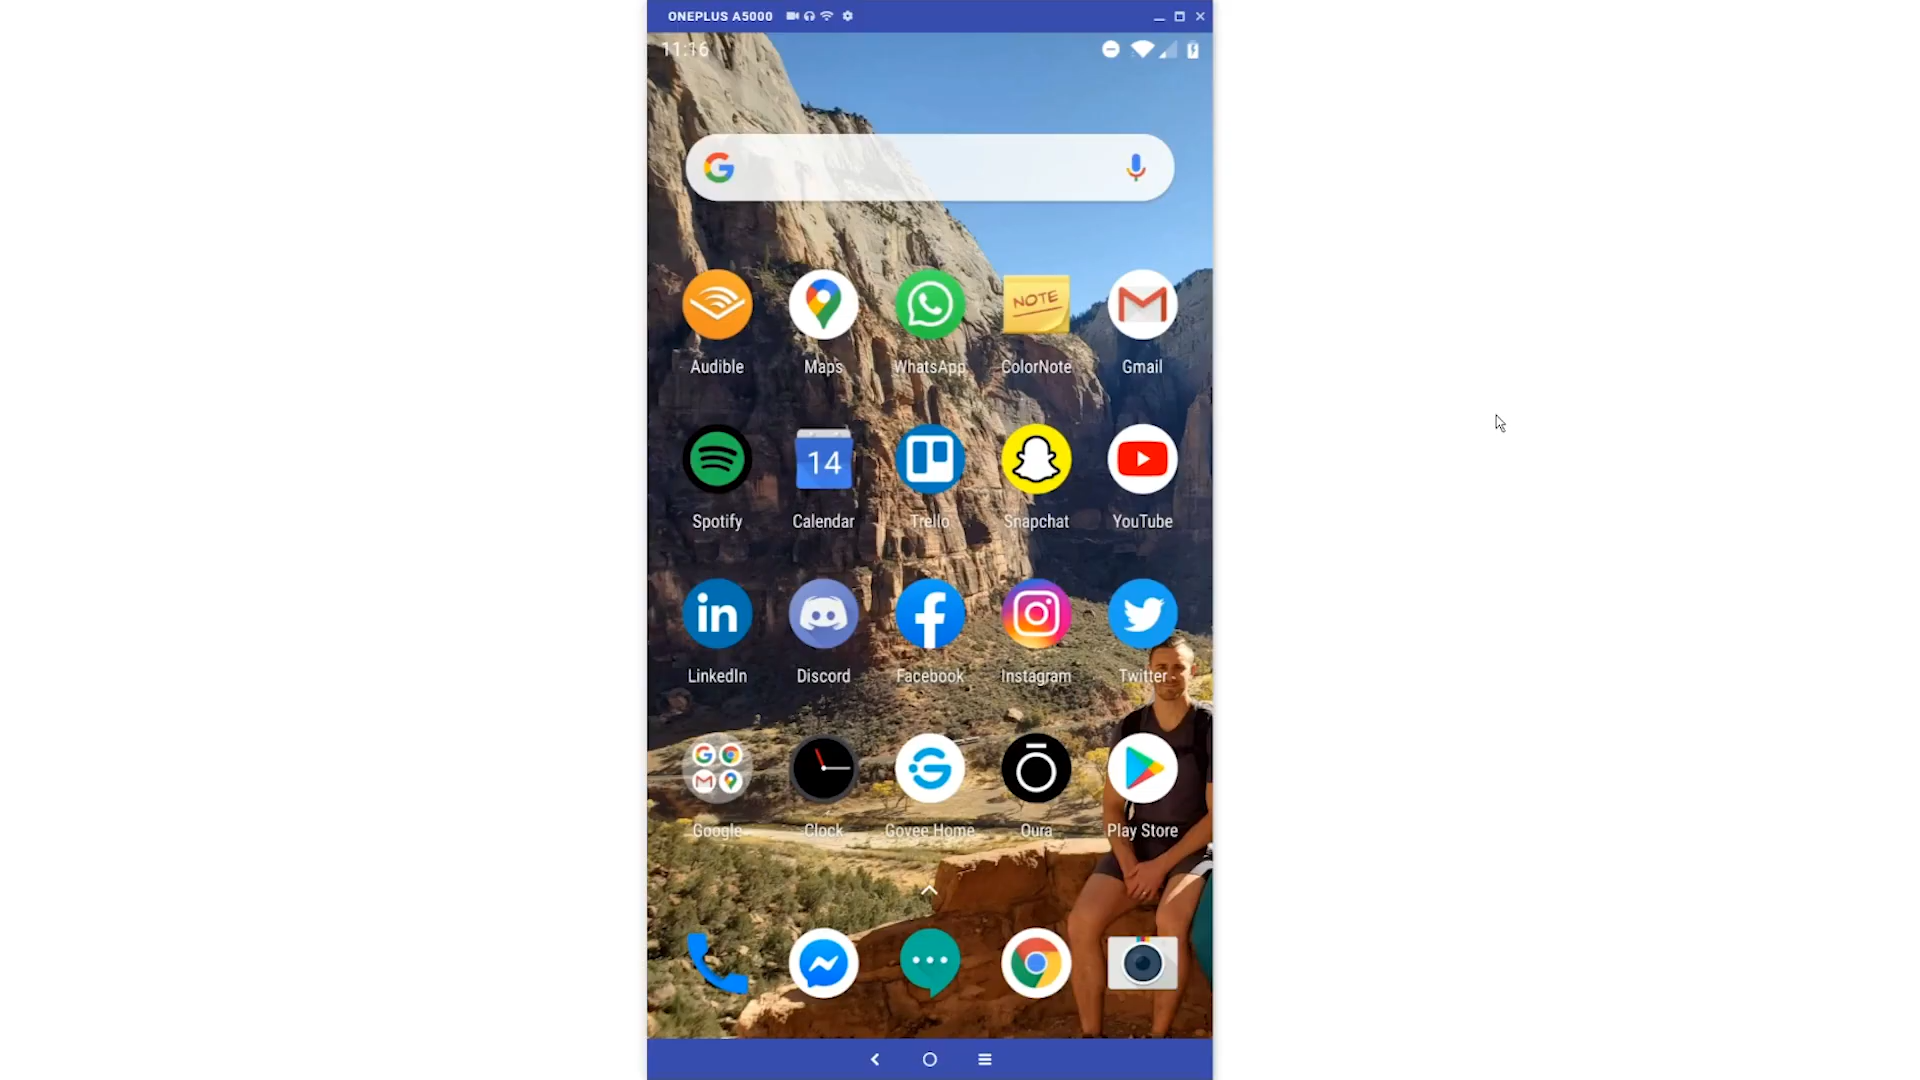 ONEPLUS A5000
11:16
NOTE
Audible Maps WhatsApp ColorNote Gmail
14
Spotify Calendar Trello Snapchat YouTube
in
LinkedIn Discord Facebook Instagram Twitter
Google Clock Govee Home Oura Play Store